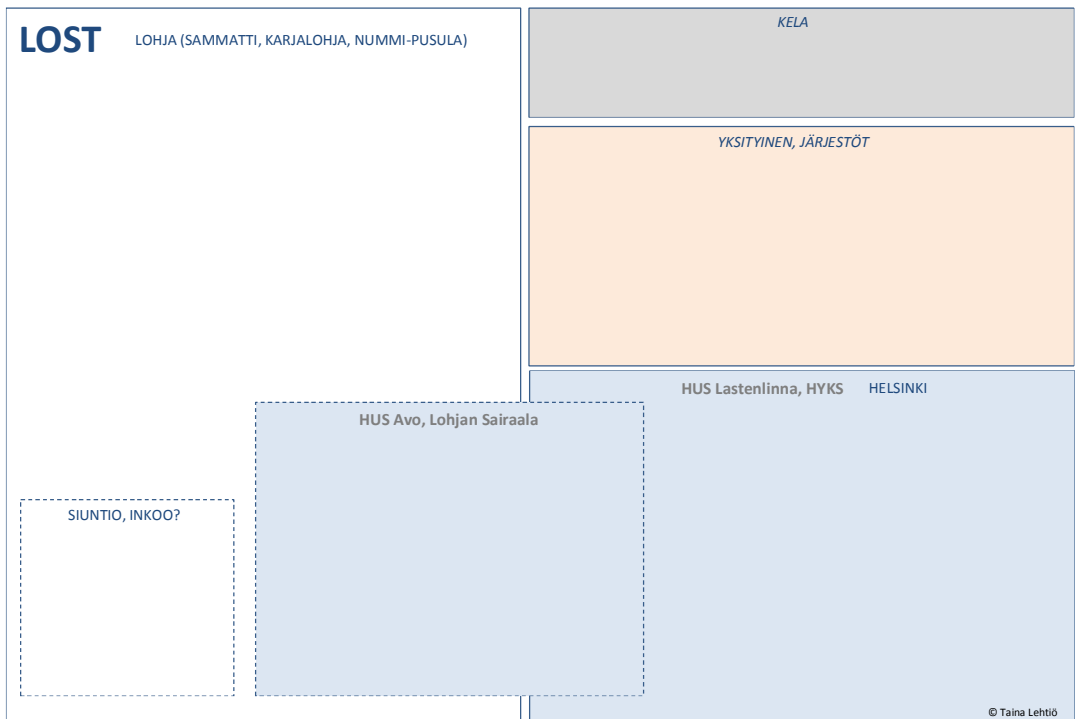 LOST LOHJA (SAMMATTI, KARJALOHJA, NUMMI-PUSULA)
KELA
YKSITYINEN, JÄRJESTÖT
HUS Lastenlinna, HYKS HELSINKI
HUS Avo, Lohjan Sairaala
SIUNTIO, INKOO?
© Taina Lehtiö